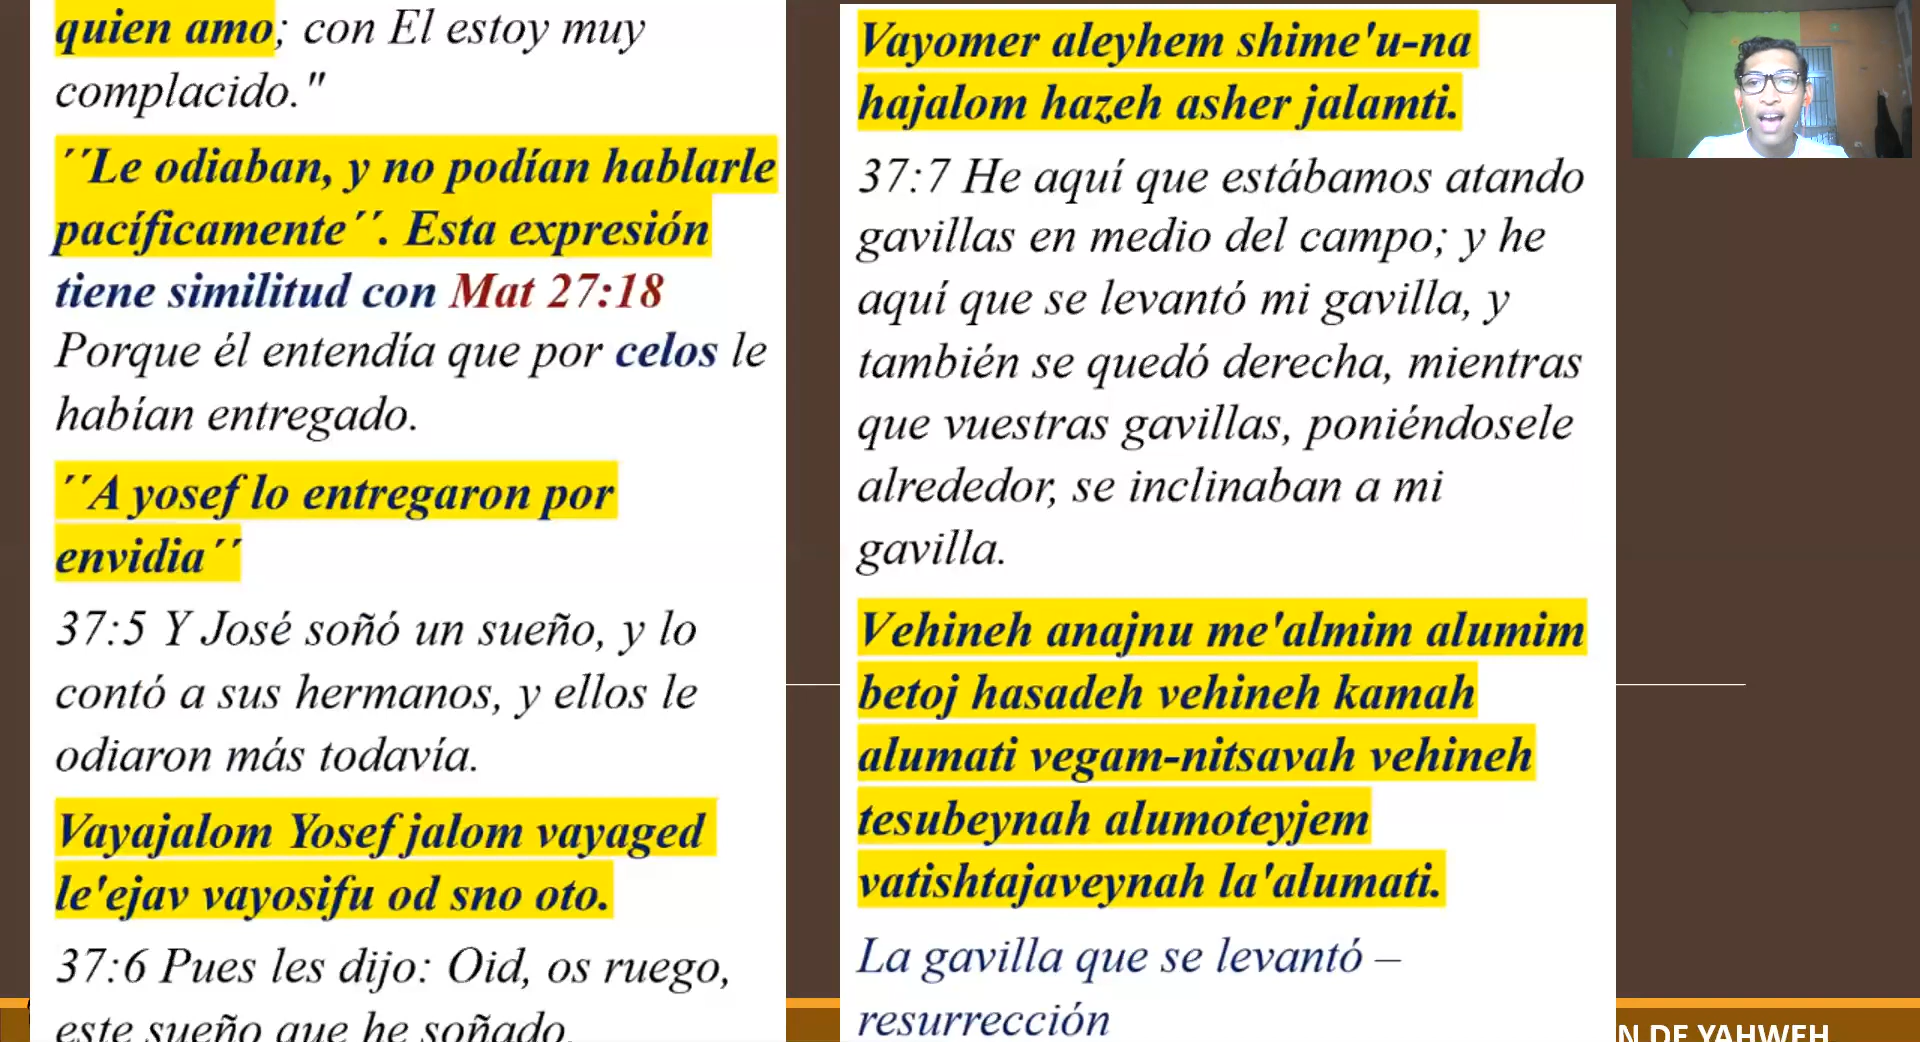 quien amo; con El estoy muy
complacido."
´´Le odiaban, y no podían hablarle
pacíficamente´´. Esta expresión
tiene similitud con Mat 27:18
Porque él entendía que por celos le
habían entregado.
´´A yosef lo entregaron por
envidia´´
37:5 Y José soñó un sueño, y lo
contó a sus hermanos, y ellos le
odiaron más todavía.
Vayajalom Yosef jalom vayaged
le'ejav vayosifu od sno oto.
37:6 Pues les dijo: Oid, os ruego,
este sueño que he soñado.
Vayomer aleyhem shime'u-na
hajalom hazeh asher jalamti.
37:7 He aquí que estábamos atando
gavillas en medio del campo; y he
aquí que se levantó mi gavilla, y
también se quedó derecha, mientras
que vuestras gavillas, poniéndosele
alrededor, se inclinaban a mi
gavilla.
Vehineh anajnu me'almim alumim
betoj hasadeh vehineh kamah
alumati vegam-nitsavah vehineh
tesubeynah alumoteyjem
vatishtajaveynah la'alumati.
La gavilla que se levantó –
resurrección
N DE YAHWEH